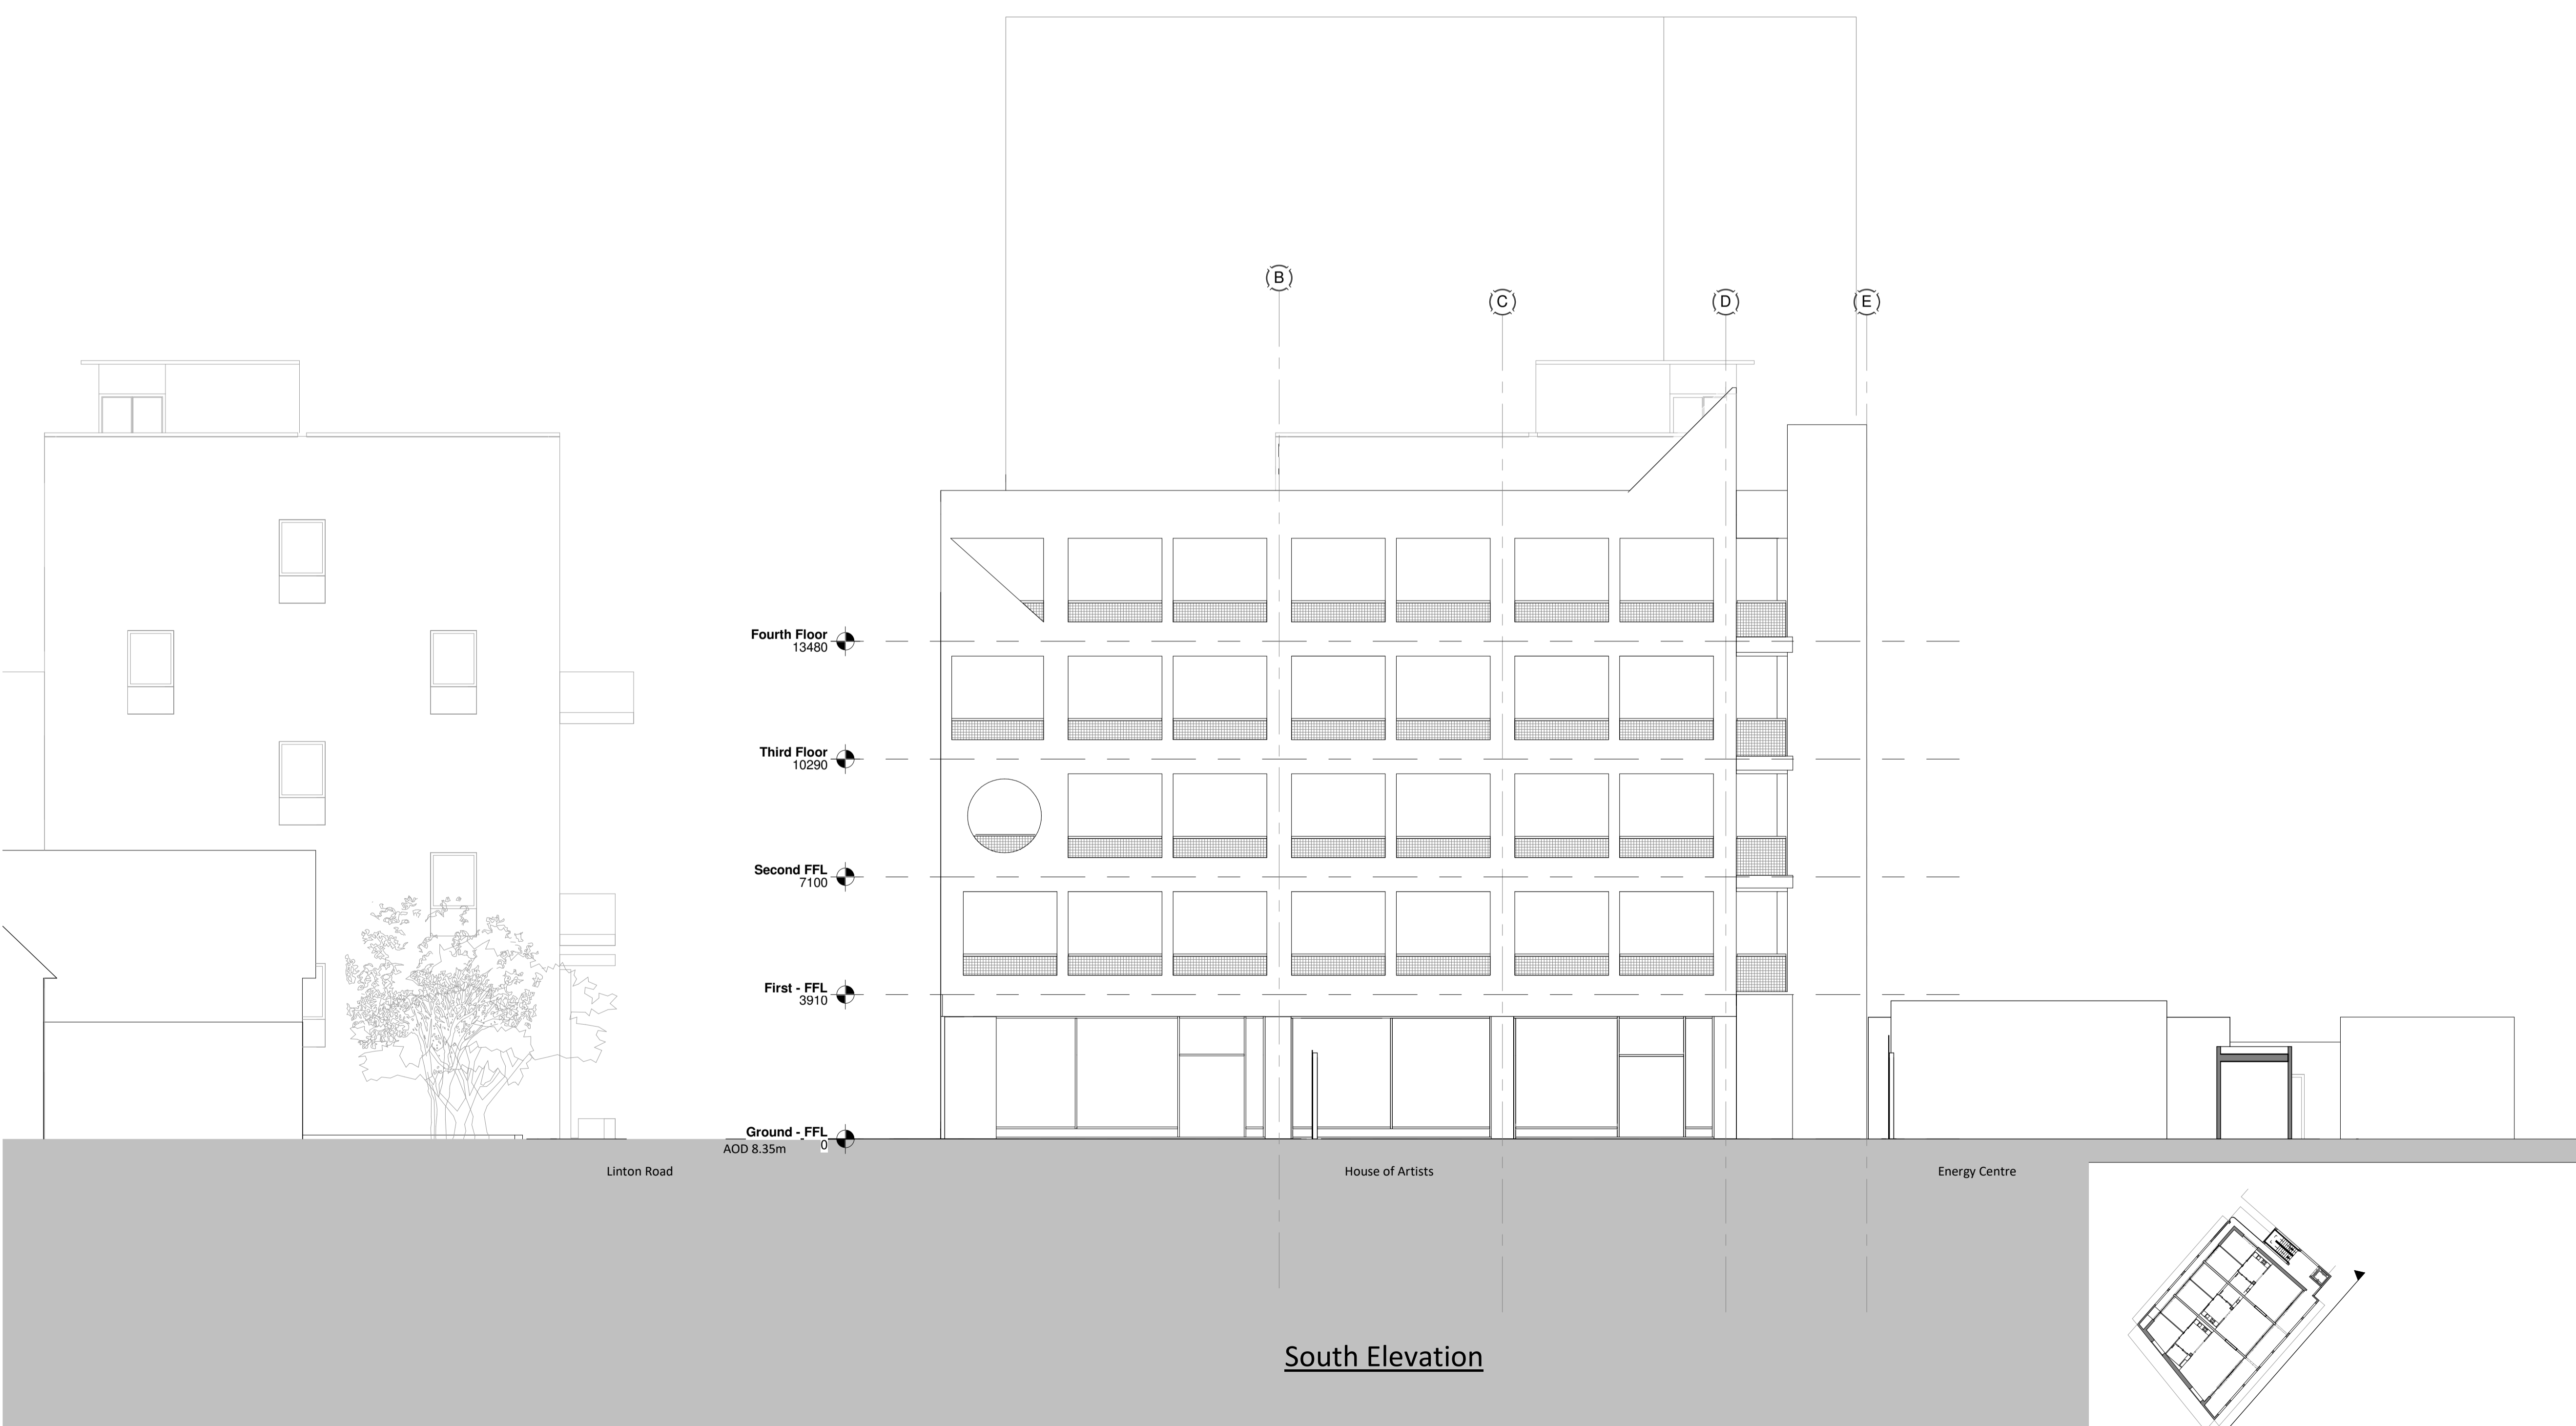 B
C
D
E
Fourth Floor
13480
Third Floor
10290
Second FFL
7100
First - FFL
3910
Ground - FFL
0
AOD 8.35m
Linton Road
House of Artists
Energy Centre
South Elevation